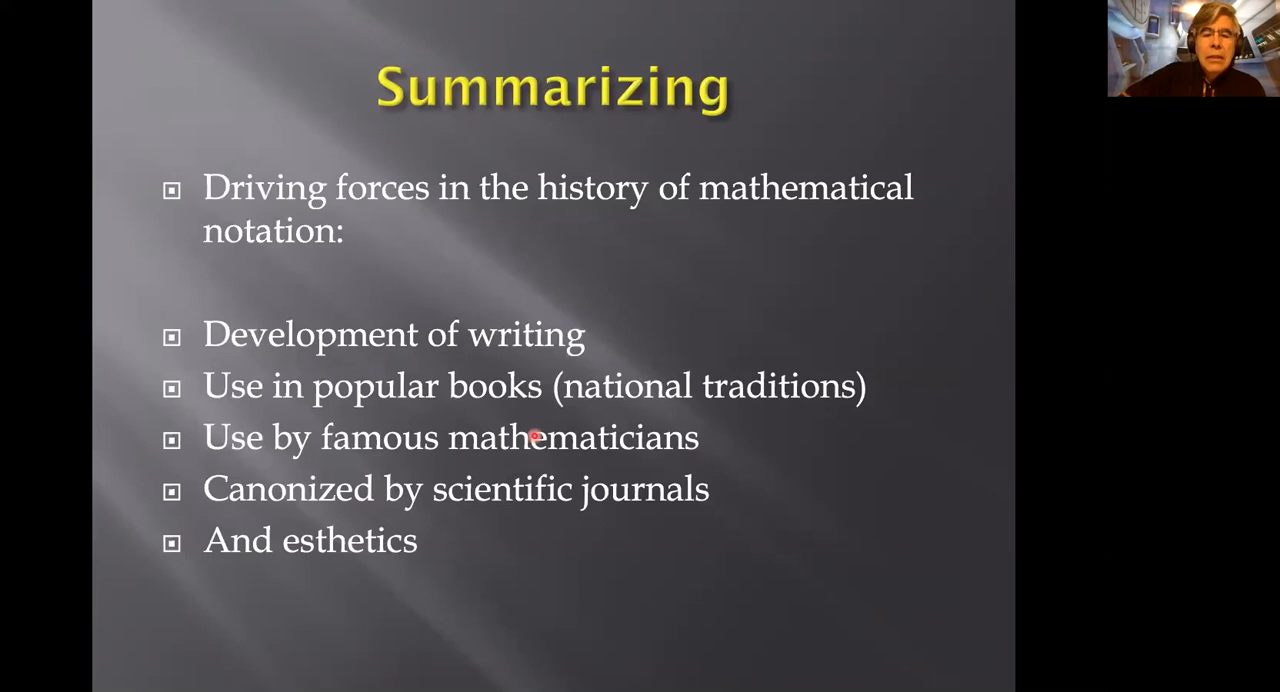 Summarizing
Driving forces in the history of mathematical
notation:
Development of writing
Use in popular books (national traditions)
Use by famous mathematicians
Canonized by scientific journals
And esthetics